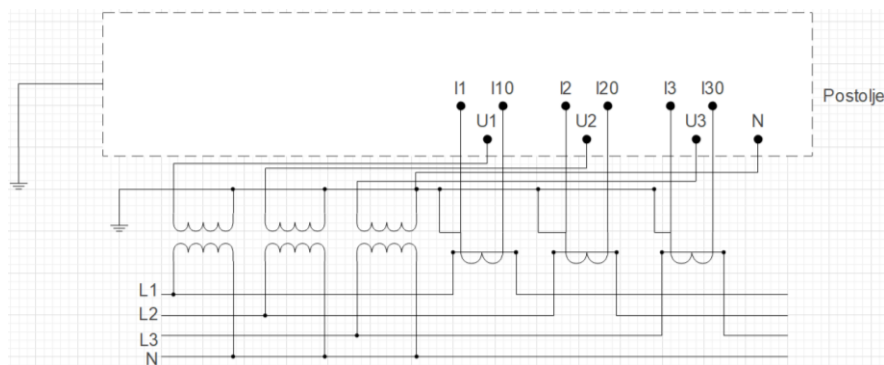 I1 I10 I2 I20 I3 I30
Postolje
U1 U2 U3 N
L1
L2
L3
N